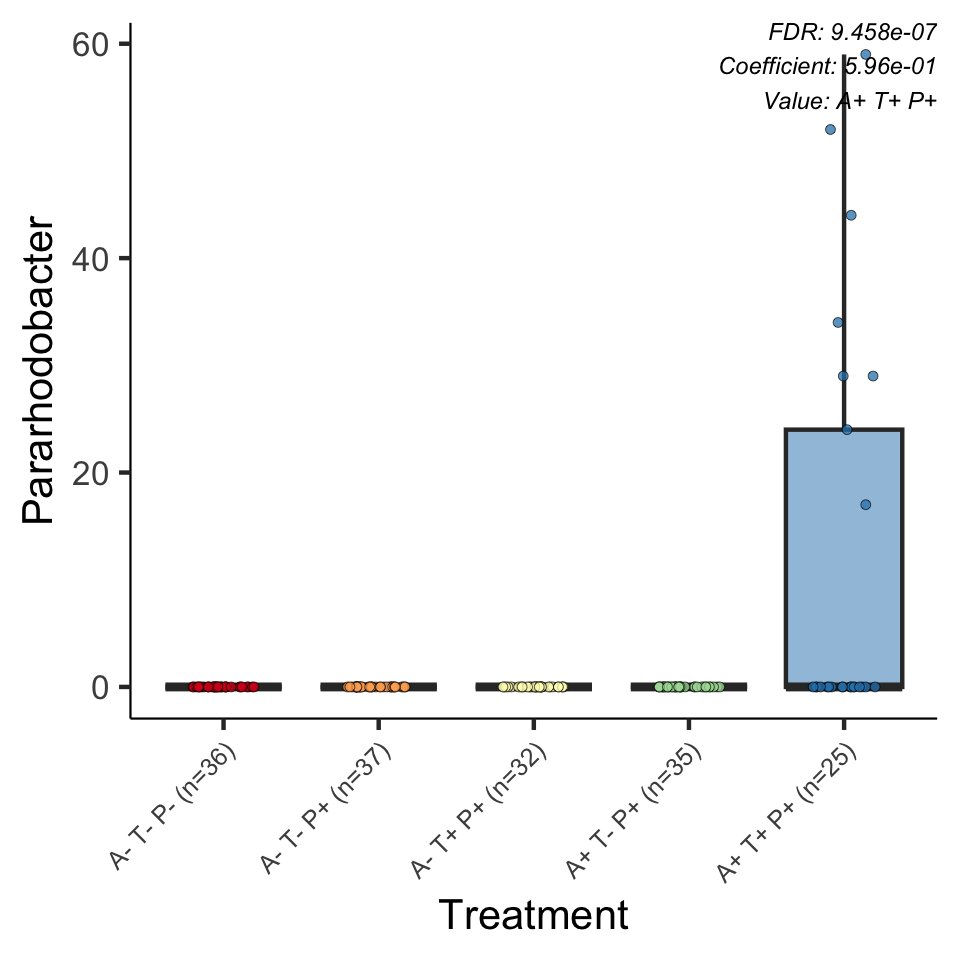 FDR: 9.458e-07
Coefficient: 5.96e-01
Value: A+ T+ P+
60
40
20
0
Pararhodobacter
A- T- P- (n=36)
A- T- P+ (n=37)
A- T+ P+ (n=32)
A+ T- P+ (n=35)
A+ T+ P+ (n=25)
Treatment